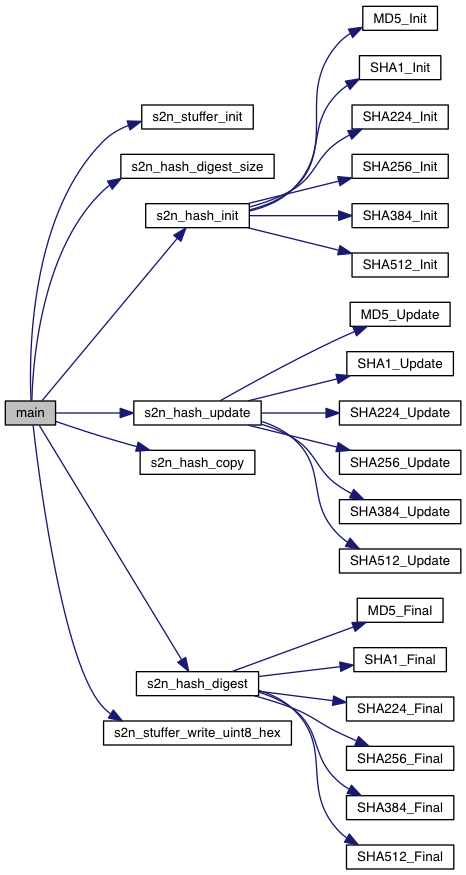 MD5_Init
SHA1_Init
s2n_stuffer_init
SHA224_Init
s2n_hash_digest_size
SHA256_Init
s2n_hash_init
SHA384_Init
SHA512_Init
MD5_Update
SHA1_Update
main
s2n_hash_update
SHA224_Update
s2n_hash_copy
SHA256_Update
SHA384_Update
SHA512_Update
MD5_Final
SHA1_Final
s2n_hash_digest
SHA224_Final
s2n_stuffer_write_uint8_hex
SHA256_Final
SHA384_Final
SHA512_Final